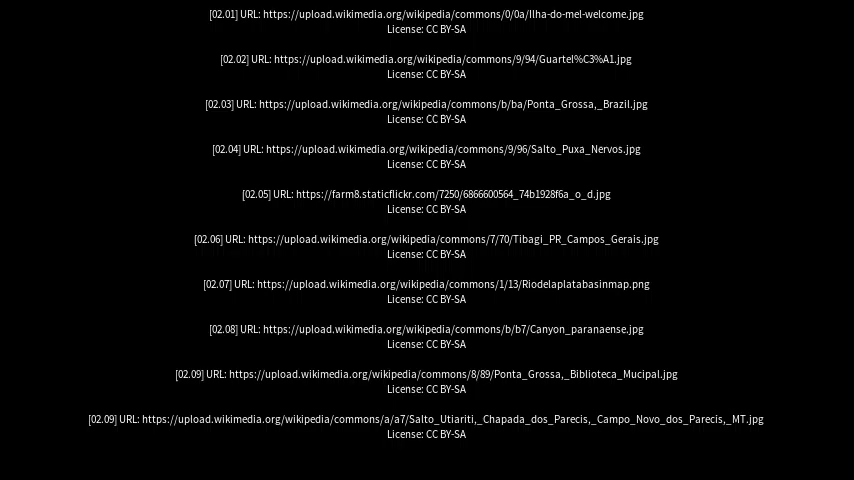 [02.01] URL: https://upload.wikimedia.org/wikipedia/commons/0/0a/Ilha-do-mel-welcome.jpg
License: CC BY-SA
[02.02] URL: https://upload.wikimedia.org/wikipedia/commons/9/94/Guartel%C3%A1.jpg
License: CC BY-SA
[02.03] URL: https://upload.wikimedia.org/wikipedia/commons/b/ba/Ponta_Grossa,_Brazil.jpg
License: CC BY-SA
[02.04] URL: https://upload.wikimedia.org/wikipedia/commons/9/96/Salto_Puxa_Nervos.jpg
License: CC BY-SA
[02.05] URL: https://farm8.staticflickr.com/7250/6866600564_74b1928f6a_o_d.jpg
License: CC BY-SA
[02.06] URL: https://upload.wikimedia.org/wikipedia/commons/7/70/Tibagi_PR_Campos_Gerais.jpg
License: CC BY-SA
[02.07] URL: https://upload.wikimedia.org/wikipedia/commons/1/13/Riodelaplatabasinmap.png
License: CC BY-SA
[02.08] URL: https://upload.wikimedia.org/wikipedia/commons/b/b7/Canyon_paranaense.jpg
License: CC BY-SA
[02.09] URL: https://upload.wikimedia.org/wikipedia/commons/8/89/Ponta_Grossa,_Biblioteca_Mucipal.jpg
License: CC BY-SA
[02.09] URL: https://upload.wikimedia.org/wikipedia/commons/a/a7/Salto_Utiariti,_Chapada_dos_Parecis,_Campo_Novo_dos_Parecis,_MT.jpg
License: CC BY-SA